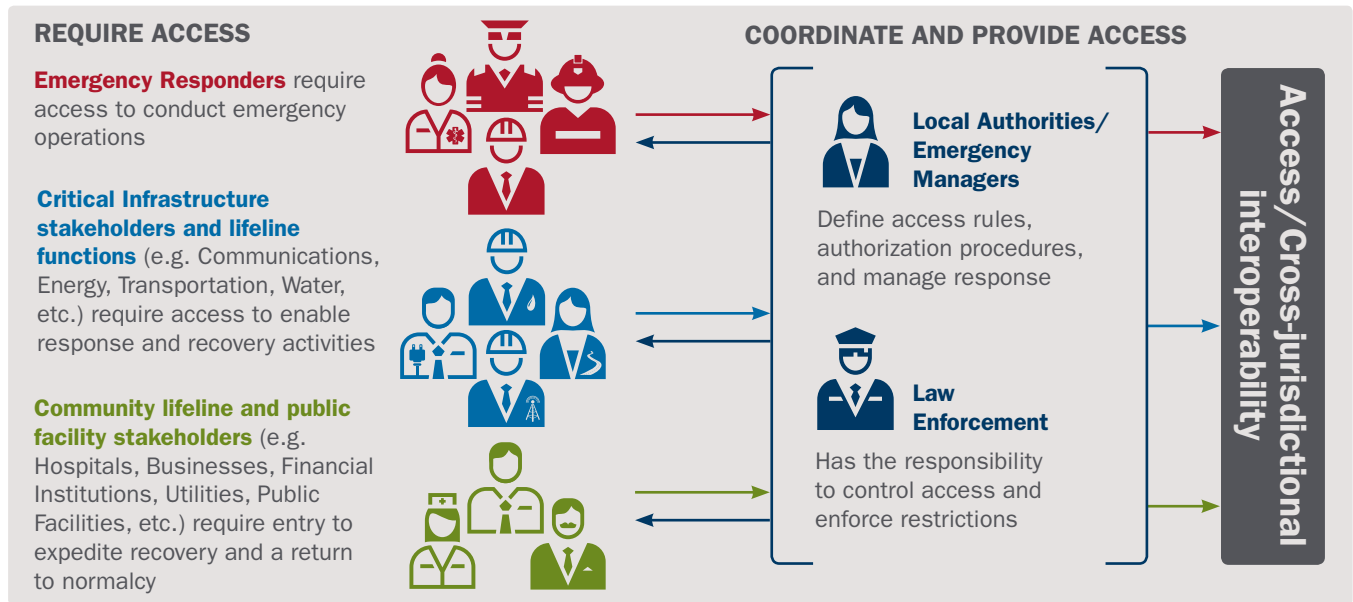 REQUIRE ACCESS
Emergency Responders require
access to conduct emergency
operations
Critical Infrastructure
stakeholders and lifeline
functions (e.g. Communications,
Energy, Transportation, Water,
etc.) require access to enable
response and recovery activities
Community lifeline and public
facility stakeholders (e.g.
Hospitals, Businesses, Financial
Institutions, Utilities, Public
Facilities, etc.) require entry to
expedite recovery and a return
to normalcy
COORDINATE AND PROVIDE ACCESS
Local Authorities/
Emergency
Managers
Define access rules,
authorization procedures,
and manage response
Law
Enforcement
Has the responsibility
to control access and
enforce restrictions
Access/Cross-jurisdictional
interoperability